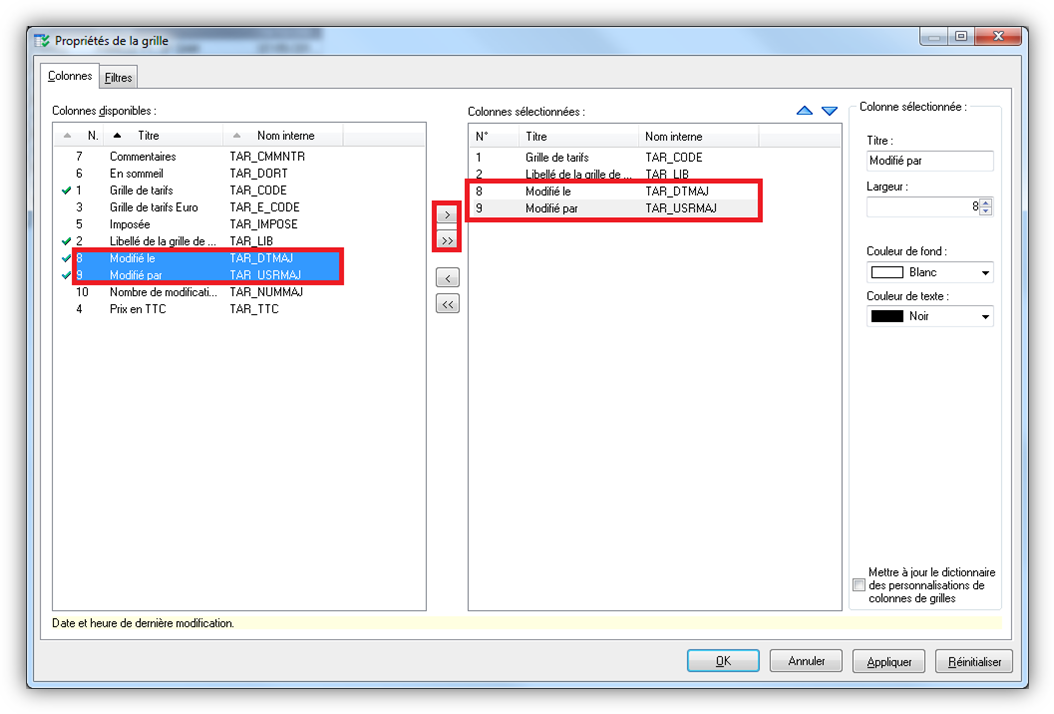 Propriétés de la grille
Colonnes
Filtres
Colonnes disponibles :
N. Titre Nom interne
7 Commentaires TAR_CMMNTR
6 En sommeil TAR_DORT
1 Grille de tarifs TAR_CODE
3 Grille de tarifs Euro TAR_E_CODE
5 Imposée TAR_IMPOSE
2 Libellé de la grille de ... TAR_LIB
8 Modifié le TAR_DTMAJ
9 Modifié par TAR_USRMAJ
10 Nombre de modificati... TAR_NUMMAJ
4 Prix en TTC TAR_TTC
>
>>
<
<<
Colonnes sélectionnées :
N° Titre Nom interne
1 Grille de tarifs TAR_CODE
2 Libellé de la grille de ... TAR_LIB
8 Modifié le TAR_DTMAJ
9 Modifié par TAR_USRMAJ
Colonne sélectionnée :
Titre :
Modifié par
Largeur :
8
Couleur de fond :
Blanc
Couleur de texte :
Noir
Mettre à jour le dictionnaire
des personnalisations de
colonnes de grilles
Date et heure de dernière modification.
OK
Annuler
Appliquer
Réinitialiser